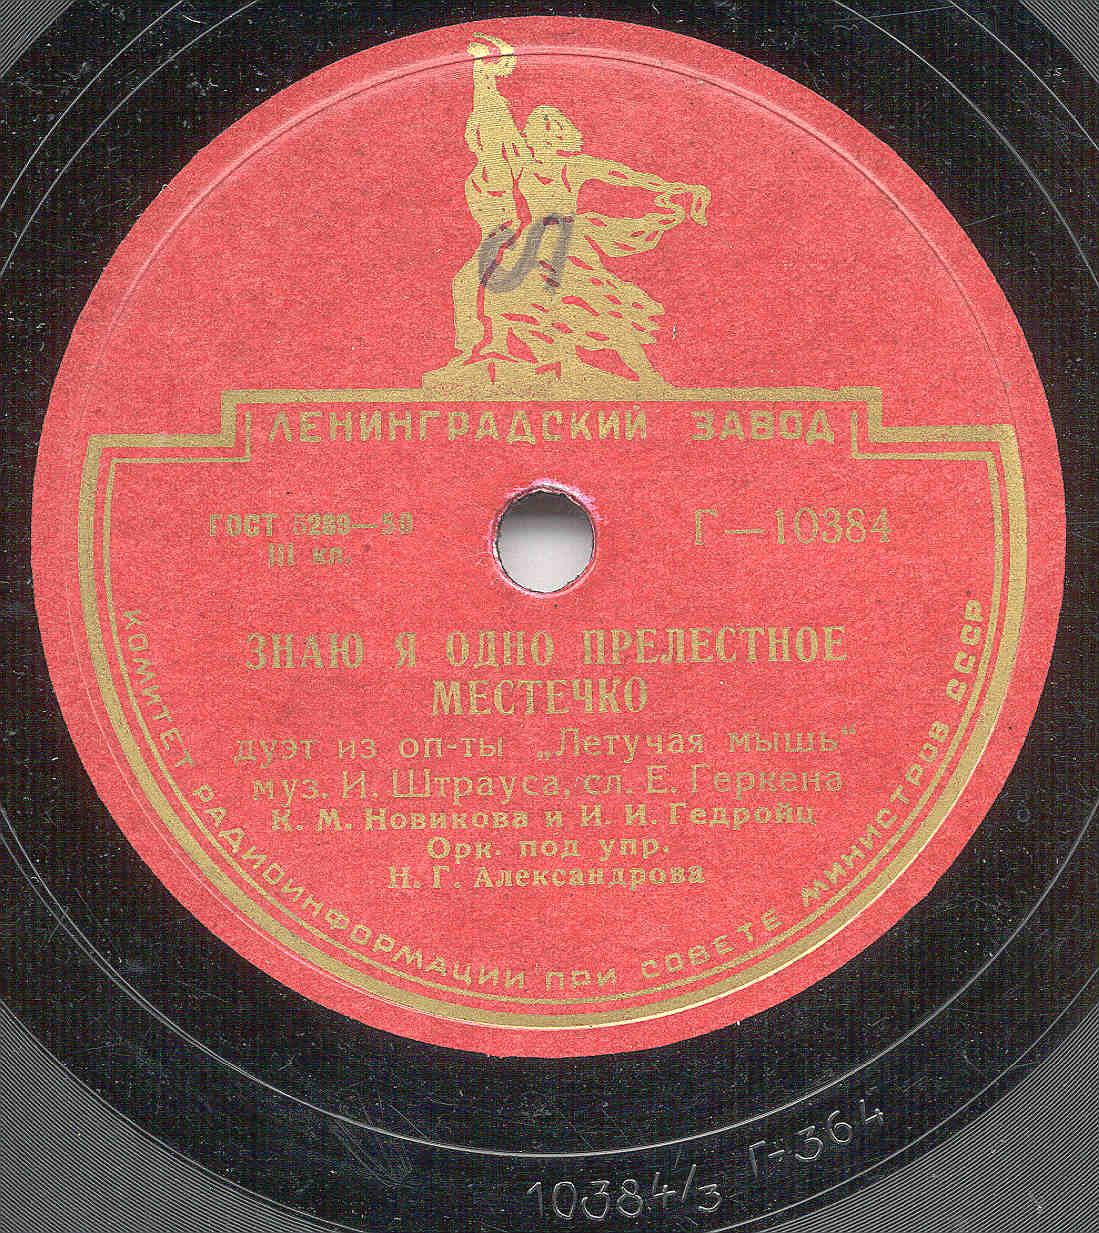 ЛЕНИНГРАДСКИЙ ЗАВОД
ГОСТ 5289—50
III кл.
Г—10384
ЗНАЮ Я ОДНО ПРЕЛЕСТНОЕ
МЕСТЕЧКО
дуэт из оп-ты „Летучая мышь“
муз. И. Штрауса, сл. Е. Геркена
К. М. Новикова и И. И. Гедройц
Орк. под упр.
Н. Г. Александрова
КОМИТЕТ РАДИОИНФОРМАЦИИ ПРИ СОВЕТЕ МИНИСТРОВ СССР
10384/3 Г-364